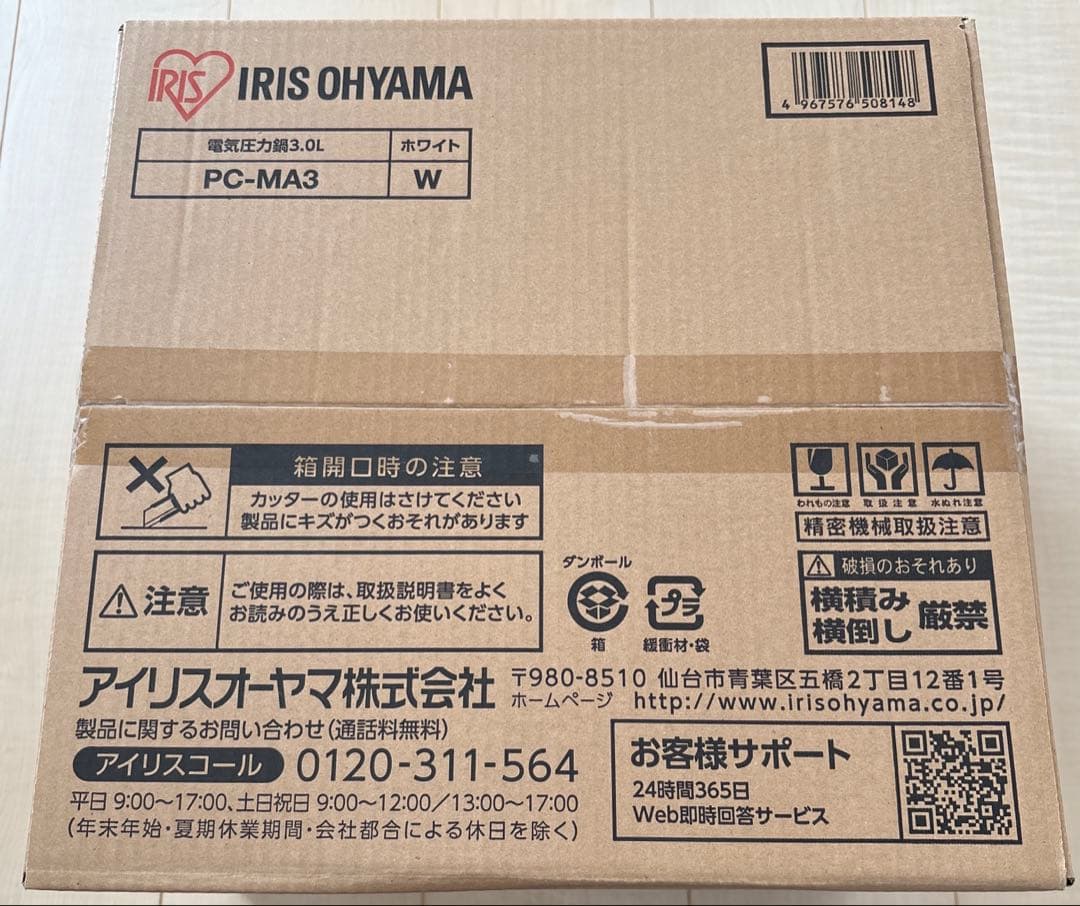 IRIS IRIS OHYAMA
4 967576 508148
電気圧力鍋3.0L ホワイト
PC-MA3 W
箱開口時の注意
カッターの使用はさけてください
製品にキズがつくおそれがあります
われもの注意 取扱注意 水ぬれ注意
精密機械取扱注意
注意
ご使用の際は、取扱説明書をよく
お読みのうえ正しくお使いください。
ダンボール
箱
プラ
緩衝材・袋
破損のおそれあり
横積み
横倒し
厳禁
アイリスオーヤマ株式会社
〒980-8510 仙台市青葉区五橋2丁目12番1号
ホームページ http://www.irisohyama.co.jp/
製品に関するお問い合わせ(通話料無料)
アイリスコール 0120-311-564
平日 9:00〜17:00、土日祝日 9:00〜12:00/13:00〜17:00
(年末年始・夏期休業期間・会社都合による休日を除く)
お客様サポート
24時間365日
Web即時回答サービス